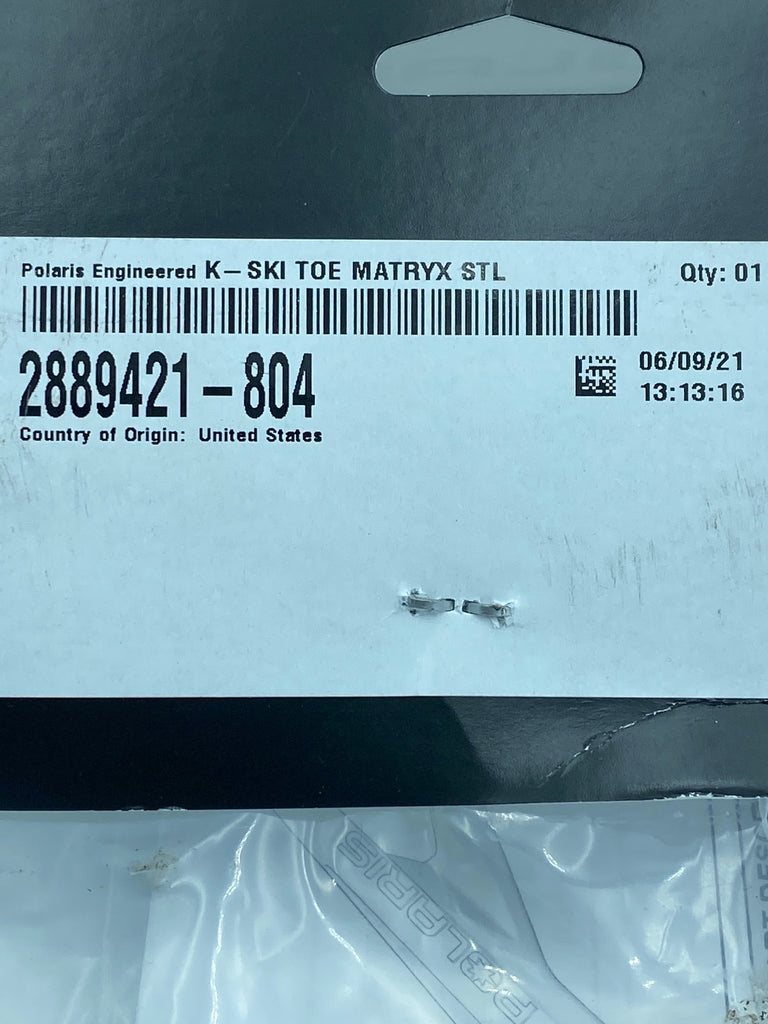 Polaris Engineered K-SKI TOE MATRYX STL Qty: 01
2889421-804
06/09/21
13:13:16
Country of Origin: United States
POLARIS